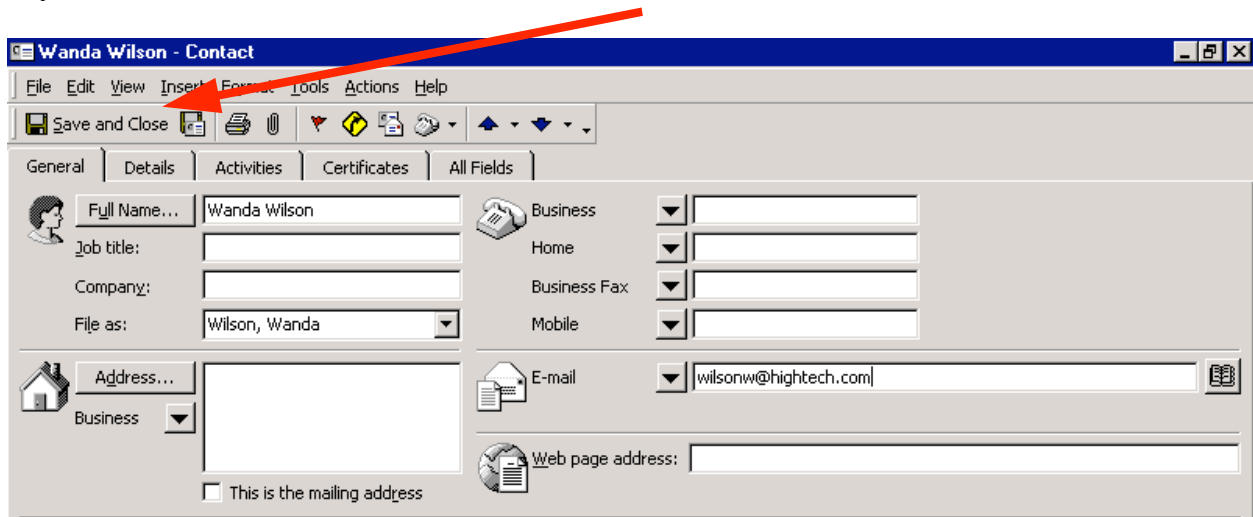 Wanda Wilson - Contact
File Edit View Insert Format Tools Actions Help
Save and Close
General Details Activities Certificates All Fields
Full Name... Wanda Wilson Business
Job title: Home
Company: Business Fax
File as: Wilson, Wanda Mobile
Address... E-mail wilsonw@hightech.com
Business
Web page address:
This is the mailing address